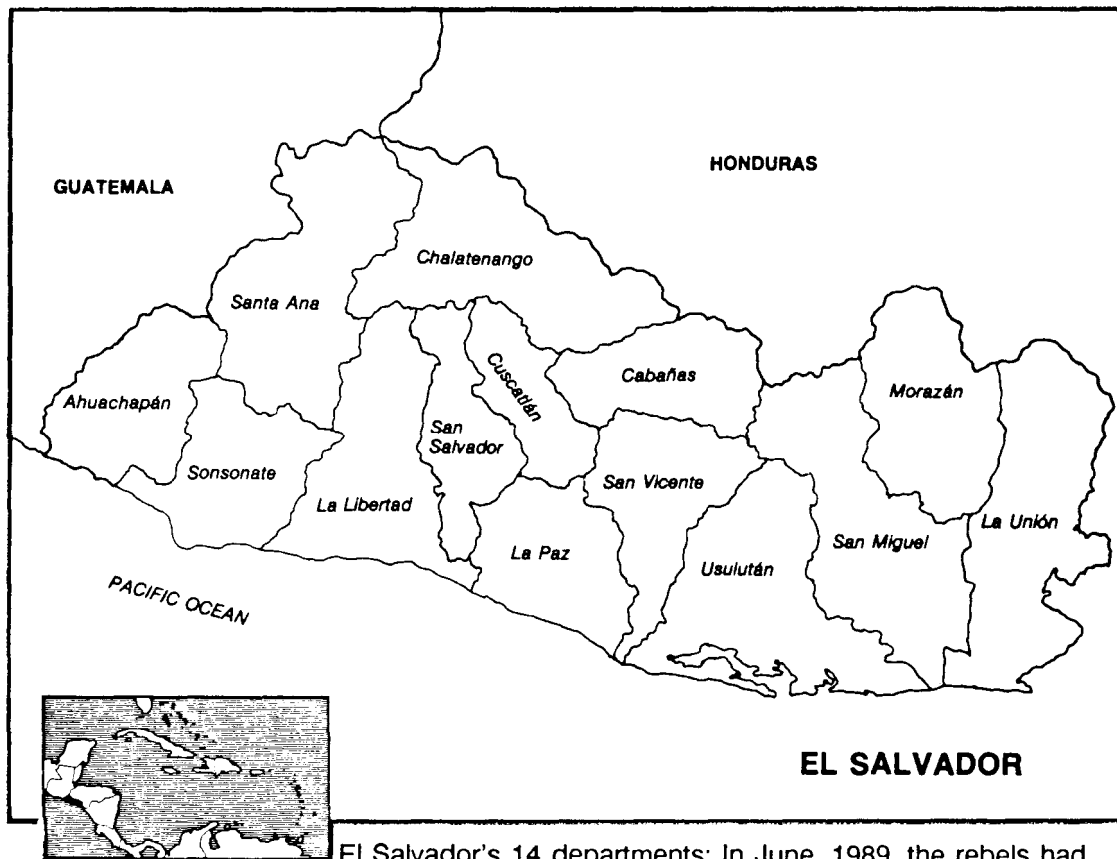 GUATEMALA
HONDURAS
Chalatenango
Santa Ana
Cuscatlán
Cabañas
Morazán
Ahuachapán
San
Salvador
Sonsonate
San Vicente
La Libertad
La Unión
San Miguel
La Paz
Usulután
PACIFIC OCEAN
EL SALVADOR
El Salvador's 14 departments: In June, 1989, the rebels had